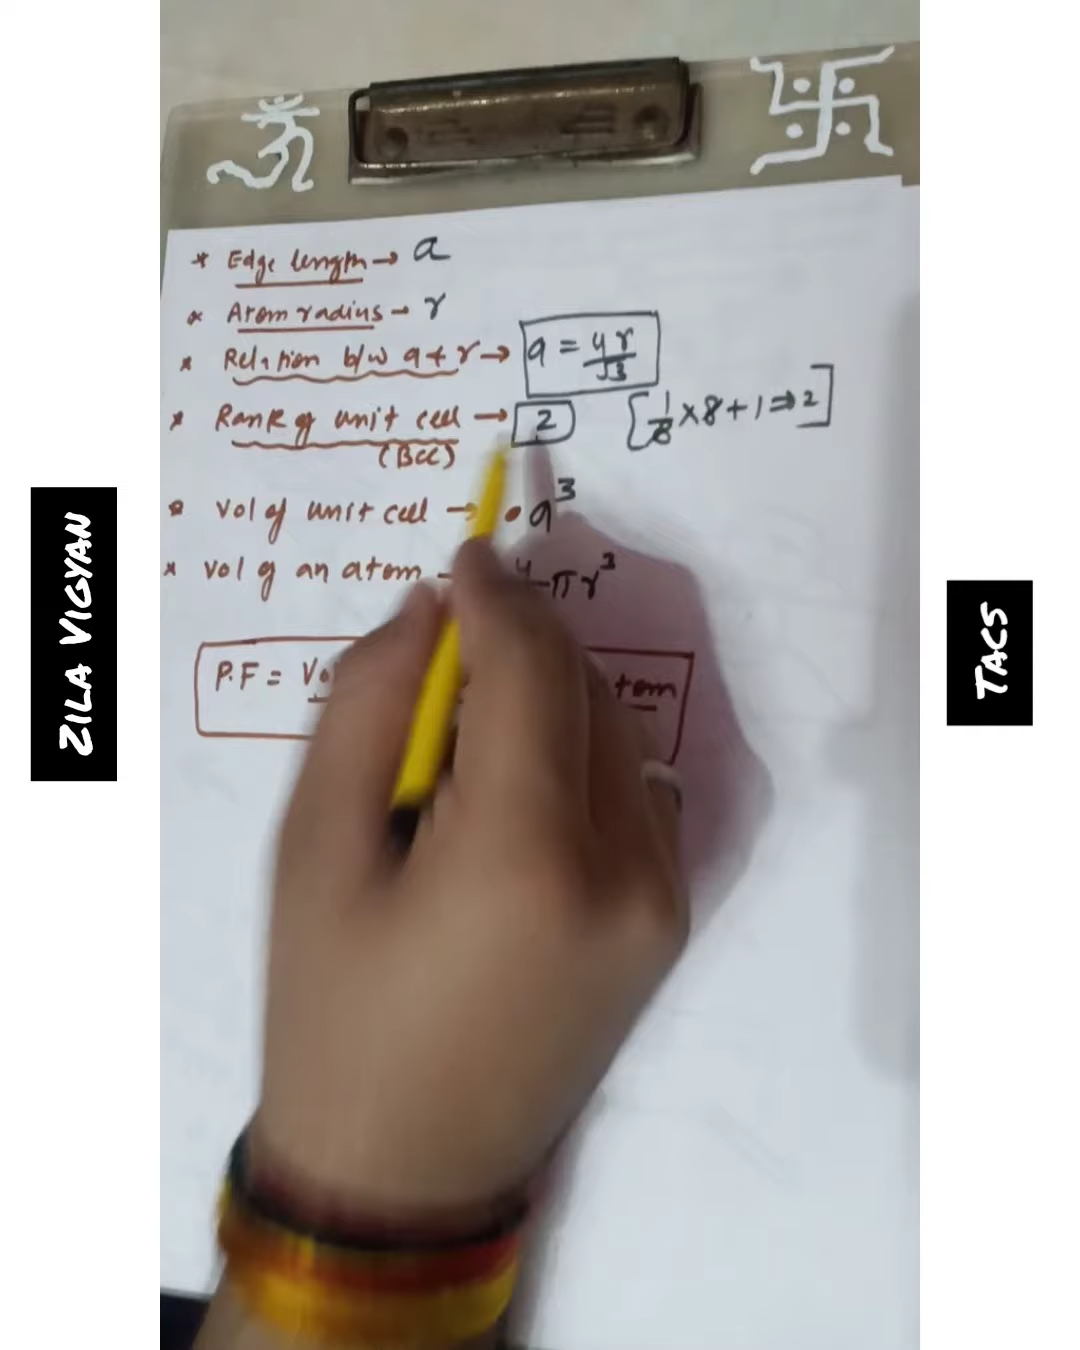 ॐ
* Edge length → a
* Atom radius → r
* Relation b/w a & r → a = 4r/√3
* Rank of unit cell → 2 [1/8 × 8 + 1 ⇒ 2]
(BCC)
* Vol of unit cell → • a³
* Vol of an atom πr³
P.F =
ZILA VIGYAN
TACS